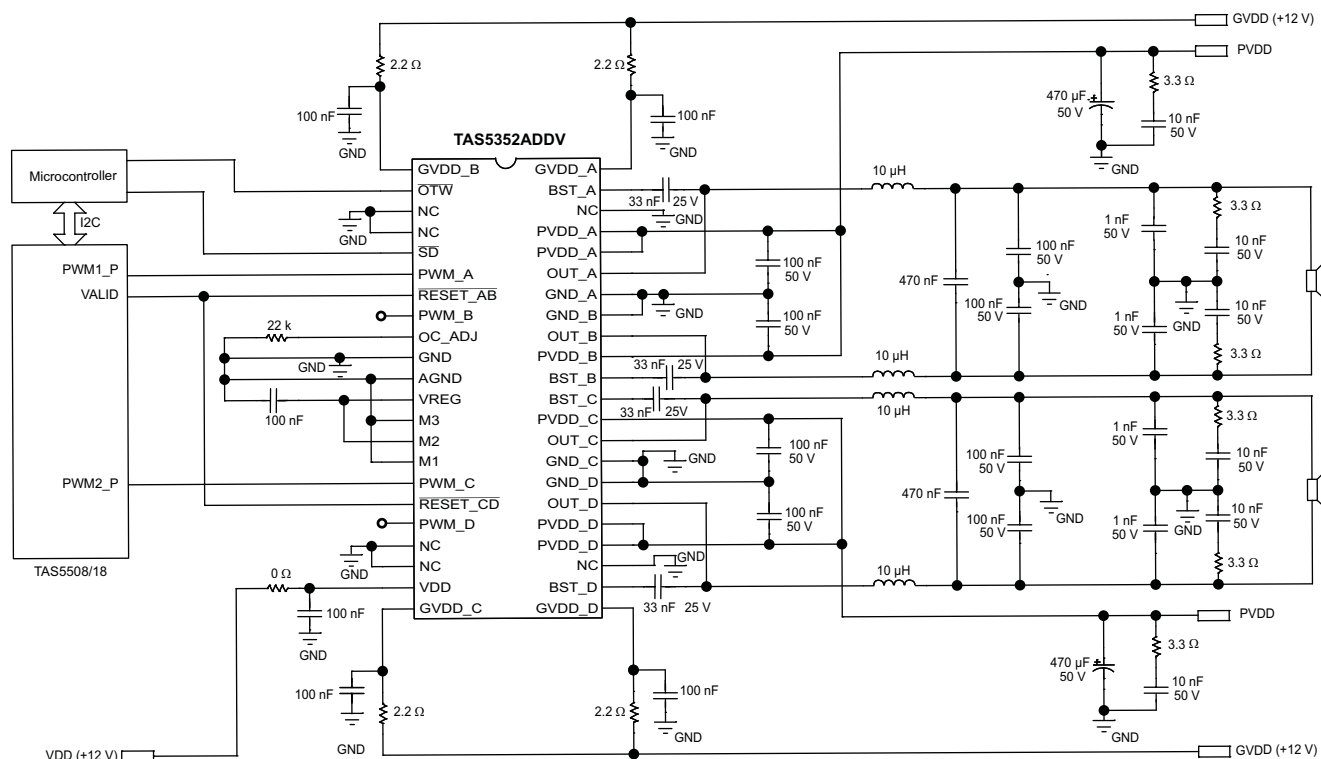 GVDD (+12 V)
PVDD
2.2 Ω
2.2 Ω
3.3 Ω
470 µF
50 V
100 nF
100 nF
10 nF
50 V
GND
GND
GND
TAS5352ADDV
Microcontroller
I2C
GVDD_B
GVDD_A
OTW
BST_A
NC
NC
NC
PVDD_A
SD
PVDD_A
PWM_A
OUT_A
RESET_AB
GND_A
PWM_B
GND_B
OC_ADJ
OUT_B
GND
PVDD_B
AGND
BST_B
VREG
BST_C
M3
PVDD_C
M2
OUT_C
M1
GND_C
PWM_C
GND_D
RESET_CD
OUT_D
PWM_D
PVDD_D
NC
PVDD_D
NC
NC
VDD
BST_D
GVDD_C
GVDD_D
PWM1_P
VALID
PWM2_P
TAS5508/18
GND
22 k
GND
100 nF
GND
0 Ω
100 nF
GND
33 nF 25 V
GND
10 µH
100 nF
50 V
GND
100 nF
50 V
33 nF 25 V
10 µH
470 nF
100 nF
50 V
GND
100 nF
50 V
1 nF
50 V
GND
1 nF
50 V
3.3 Ω
10 nF
50 V
10 nF
50 V
3.3 Ω
33 nF 25V
10 µH
100 nF
50 V
GND
100 nF
50 V
GND
33 nF 25 V
10 µH
470 nF
100 nF
50 V
GND
100 nF
50 V
1 nF
50 V
GND
1 nF
50 V
3.3 Ω
10 nF
50 V
10 nF
50 V
3.3 Ω
PVDD
3.3 Ω
470 µF
50 V
10 nF
50 V
GND
100 nF
2.2 Ω
GND
2.2 Ω
100 nF
GND
VDD (+12 V)
GVDD (+12 V)